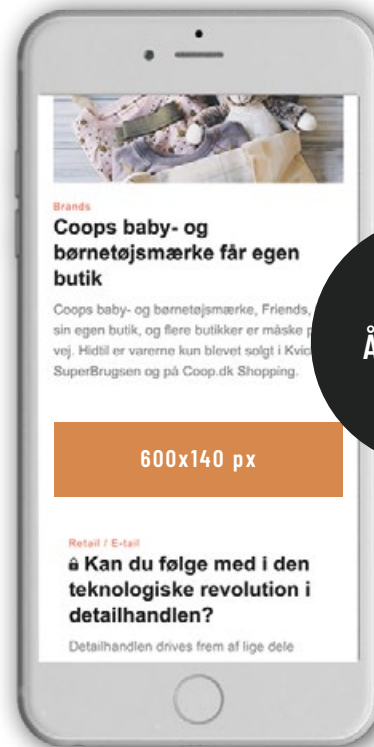 Brands
Coops baby- og
børnetøjsmærke får egen
butik
Coops baby- og børnetøjsmærke, Friends,
sin egen butik, og flere butikker er måske
vej. Hidtil er varerne kun blevet solgt i
SuperBrugsen og på Coop.dk Shopping.
600x140 px
Retail / E-tail
Kan du følge med i den
teknologiske revolution i
detailhandlen?
Detailhandlen drives frem af lige dele